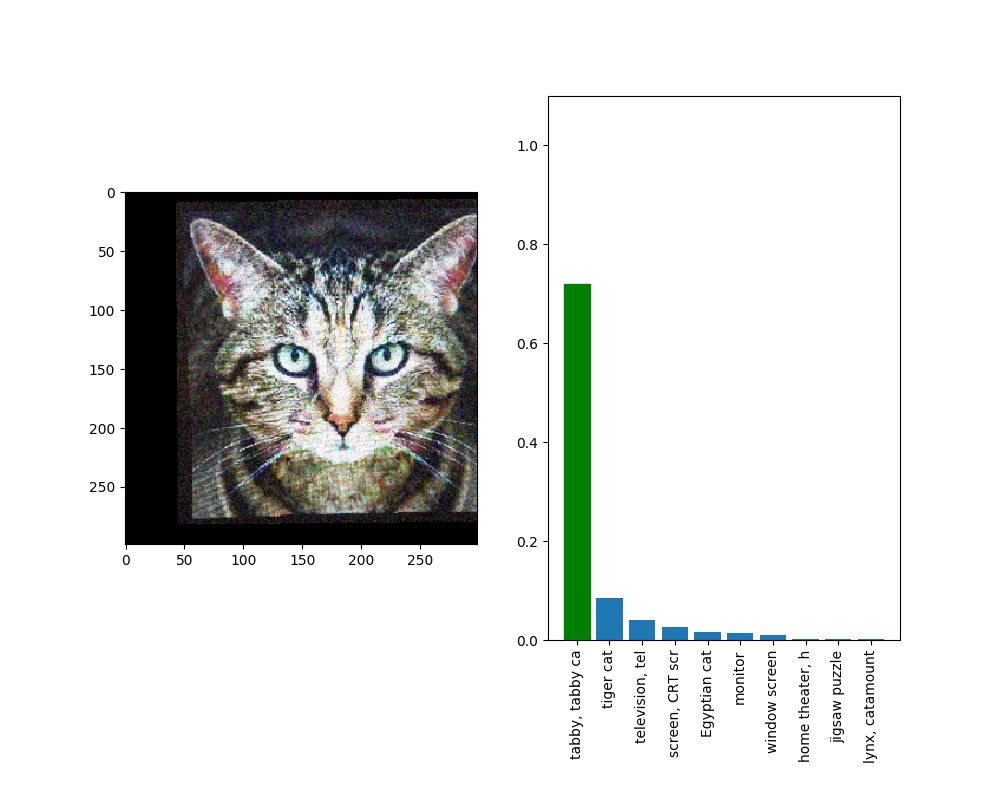 0
50
100
150
200
250
0
50
100
150
200
250
1.0
0.8
0.6
0.4
0.2
0.0
tabby, tabby ca
tiger cat
television, tel
screen, CRT scr
Egyptian cat
monitor
window screen
home theater, h
jigsaw puzzle
lynx, catamount